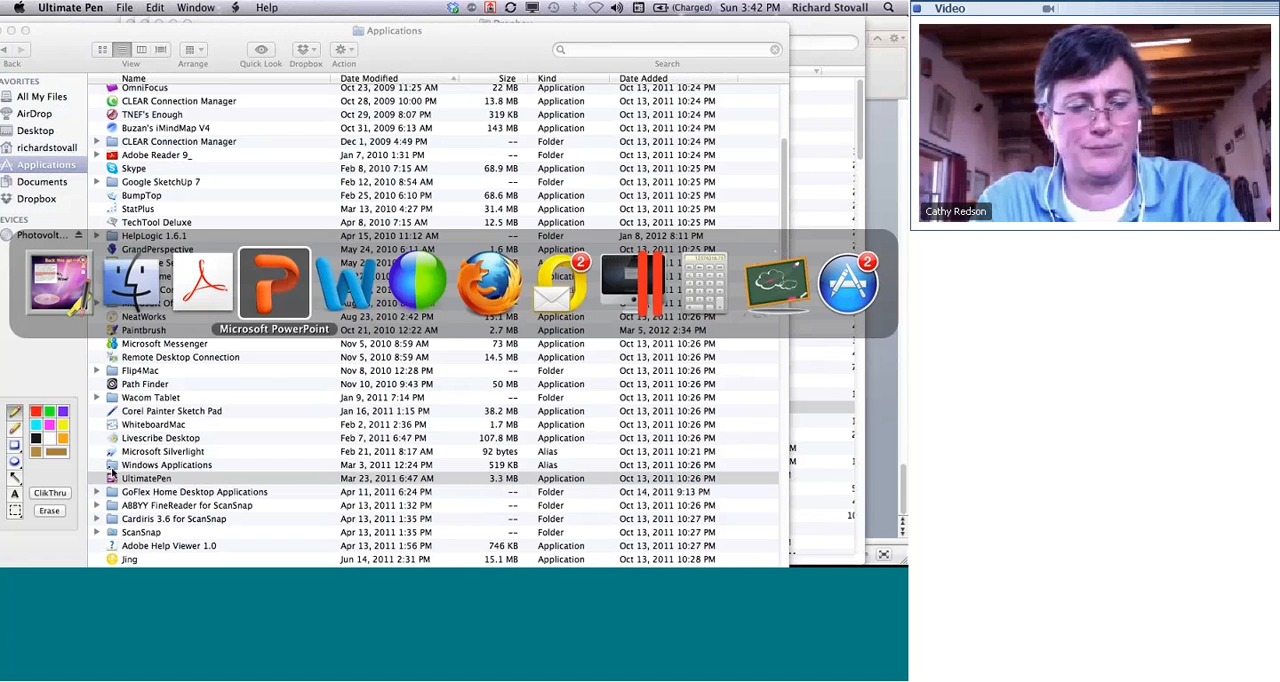 Ultimate Pen File Edit Window Help (Charged) Sun 3:42 PM Richard Stovall
Video
Applications
Back View Arrange Quick Look Dropbox Action Search
Name Date Modified Size Kind Date Added
FAVORITES
All My Files
AirDrop
Desktop
richardstovall
Applications
Documents
Dropbox
DEVICES
Photovolt...
OmniFocus Oct 23, 2009 11:25 AM 22 MB Application Oct 13, 2011 10:24 PM
CLEAR Connection Manager Oct 28, 2009 10:00 PM 13.8 MB Application Oct 13, 2011 10:24 PM
TNEF's Enough Oct 29, 2009 8:07 PM 319 KB Application Oct 13, 2011 10:24 PM
Buzan's iMindMap V4 Oct 31, 2009 6:13 AM 143 MB Application Oct 13, 2011 10:24 PM
CLEAR Connection Manager Dec 1, 2009 4:49 PM -- Folder Oct 13, 2011 10:24 PM
Adobe Reader 9_ Jan 7, 2010 1:31 PM -- Folder Oct 13, 2011 10:24 PM
Skype Feb 8, 2010 7:15 AM 68.9 MB Application Oct 13, 2011 10:25 PM
Google SketchUp 7 Feb 12, 2010 8:54 AM -- Folder Oct 13, 2011 10:25 PM
BumpTop Feb 25, 2010 6:10 PM 68.6 MB Application Oct 13, 2011 10:25 PM
StatPlus Mar 13, 2010 4:27 PM 31.4 MB Application Oct 13, 2011 10:25 PM
TechTool Deluxe Apr 8, 2010 7:15 AM Application Oct 13, 2011 10:25 PM
HelpLogic 1.6.1 Apr 15, 2010 11:12 AM -- Folder Jan 8, 2012 8:11 PM
GrandPerspective May 24, 2010 6:11 AM 1.6 MB Application Oct 13, 2011 10:25 PM
Microsoft PowerPoint
2
2
NeatWorks Aug 23, 2010 2:42 PM Application Oct 13, 2011 10:26 PM
Paintbrush Oct 21, 2010 12:22 AM 2.7 MB Application Mar 5, 2012 2:34 PM
Microsoft Messenger Nov 5, 2010 8:59 AM 73 MB Application Oct 13, 2011 10:26 PM
Remote Desktop Connection Nov 5, 2010 8:59 AM 14.5 MB Application Oct 13, 2011 10:26 PM
Flip4Mac Nov 8, 2010 12:28 PM -- Folder Oct 13, 2011 10:26 PM
Path Finder Nov 10, 2010 9:43 PM 50 MB Application Oct 13, 2011 10:26 PM
Wacom Tablet Jan 9, 2011 7:14 PM -- Folder Oct 13, 2011 10:26 PM
Corel Painter Sketch Pad Jan 16, 2011 1:15 PM 38.2 MB Application Oct 13, 2011 10:26 PM
WhiteboardMac Feb 2, 2011 2:36 PM 1.7 MB Application Oct 13, 2011 10:26 PM
Livescribe Desktop Feb 7, 2011 6:47 PM 107.8 MB Application Oct 13, 2011 10:26 PM
Microsoft Silverlight Feb 21, 2011 8:17 AM 92 bytes Alias Oct 13, 2011 10:21 PM
Windows Applications Mar 3, 2011 12:24 PM 519 KB Alias Oct 13, 2011 10:26 PM
UltimatePen Mar 23, 2011 6:47 AM 3.3 MB Application Oct 13, 2011 10:26 PM
GoFlex Home Desktop Applications Apr 11, 2011 6:24 PM -- Folder Oct 14, 2011 9:13 PM
ABBYY FineReader for ScanSnap Apr 13, 2011 1:32 PM -- Folder Oct 13, 2011 10:26 PM
Cardiris 3.6 for ScanSnap Apr 13, 2011 1:35 PM -- Folder Oct 13, 2011 10:27 PM
ScanSnap Apr 13, 2011 1:35 PM -- Folder Oct 13, 2011 10:27 PM
Adobe Help Viewer 1.0 Apr 13, 2011 1:56 PM 746 KB Application Oct 13, 2011 10:27 PM
Jing Jun 14, 2011 2:31 PM 15.1 MB Application Oct 13, 2011 10:28 PM
A
ClikThru
Erase
Cathy Redson